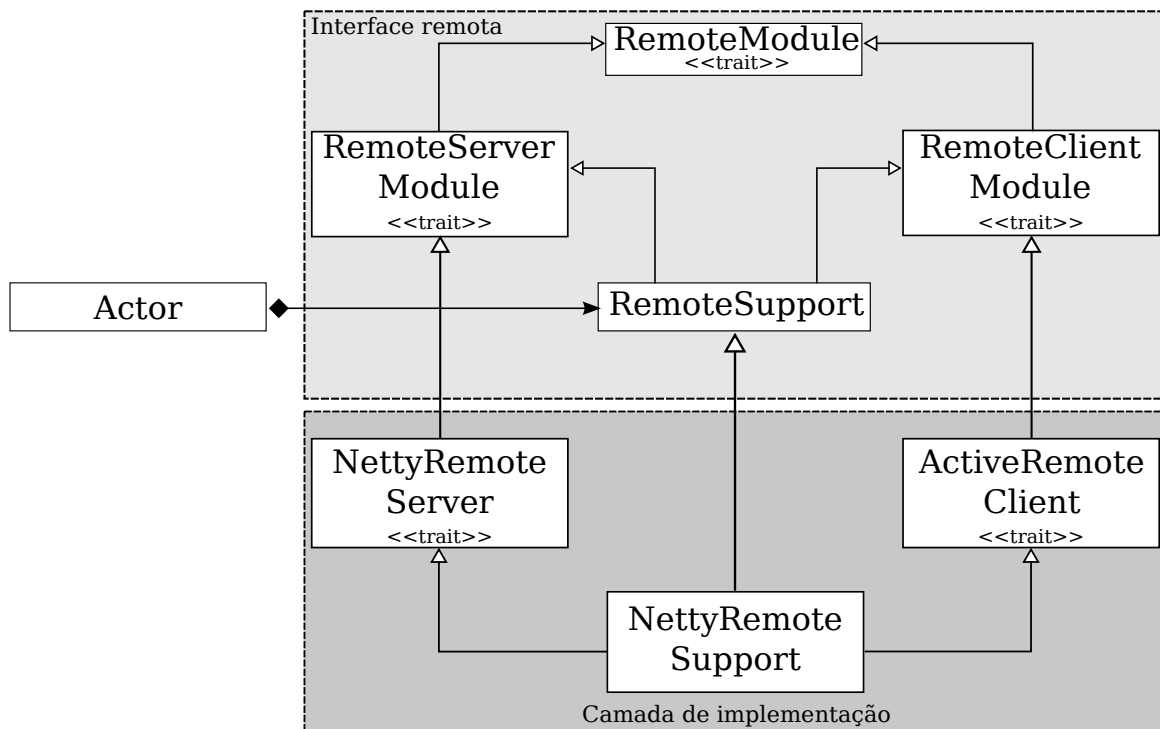 Interface remota
RemoteModule
<<trait>>
RemoteServer
Module
<<trait>>
RemoteClient
Module
<<trait>>
Actor
RemoteSupport
NettyRemote
Server
<<trait>>
ActiveRemote
Client
<<trait>>
NettyRemote
Support
Camada de implementação